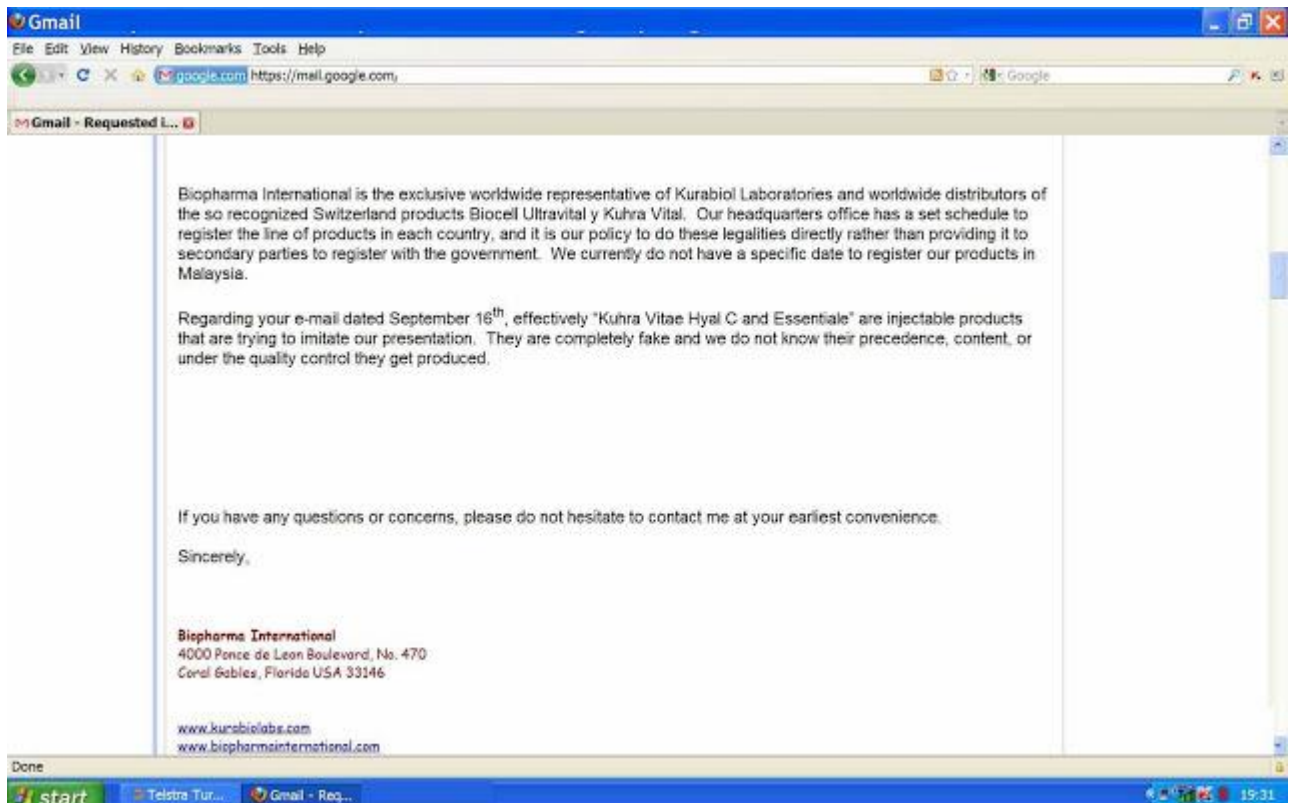 Gmail
File Edit View History Bookmarks Tools Help
google.com https://mail.google.com/ Google
Gmail - Requested i...
Biopharma International is the exclusive worldwide representative of Kurabiol Laboratories and worldwide distributors of
the so recognized Switzerland products Biocell Ultravital y Kuhra Vital. Our headquarters office has a set schedule to
register the line of products in each country, and it is our policy to do these legalities directly rather than providing it to
secondary parties to register with the government. We currently do not have a specific date to register our products in
Malaysia.
Regarding your e-mail dated September 16th, effectively “Kuhra Vitae Hyal C and Essentiale” are injectable products
that are trying to imitate our presentation. They are completely fake and we do not know their precedence, content, or
under the quality control they get produced.
If you have any questions or concerns, please do not hesitate to contact me at your earliest convenience.
Sincerely,
Biopharma International
4000 Ponce de Leon Boulevard, No. 470
Coral Gables, Florida USA 33146
www.kurabiolabs.com
www.biopharmainternational.com
Done
start Telstra Tur... Gmail - Req... 19:31